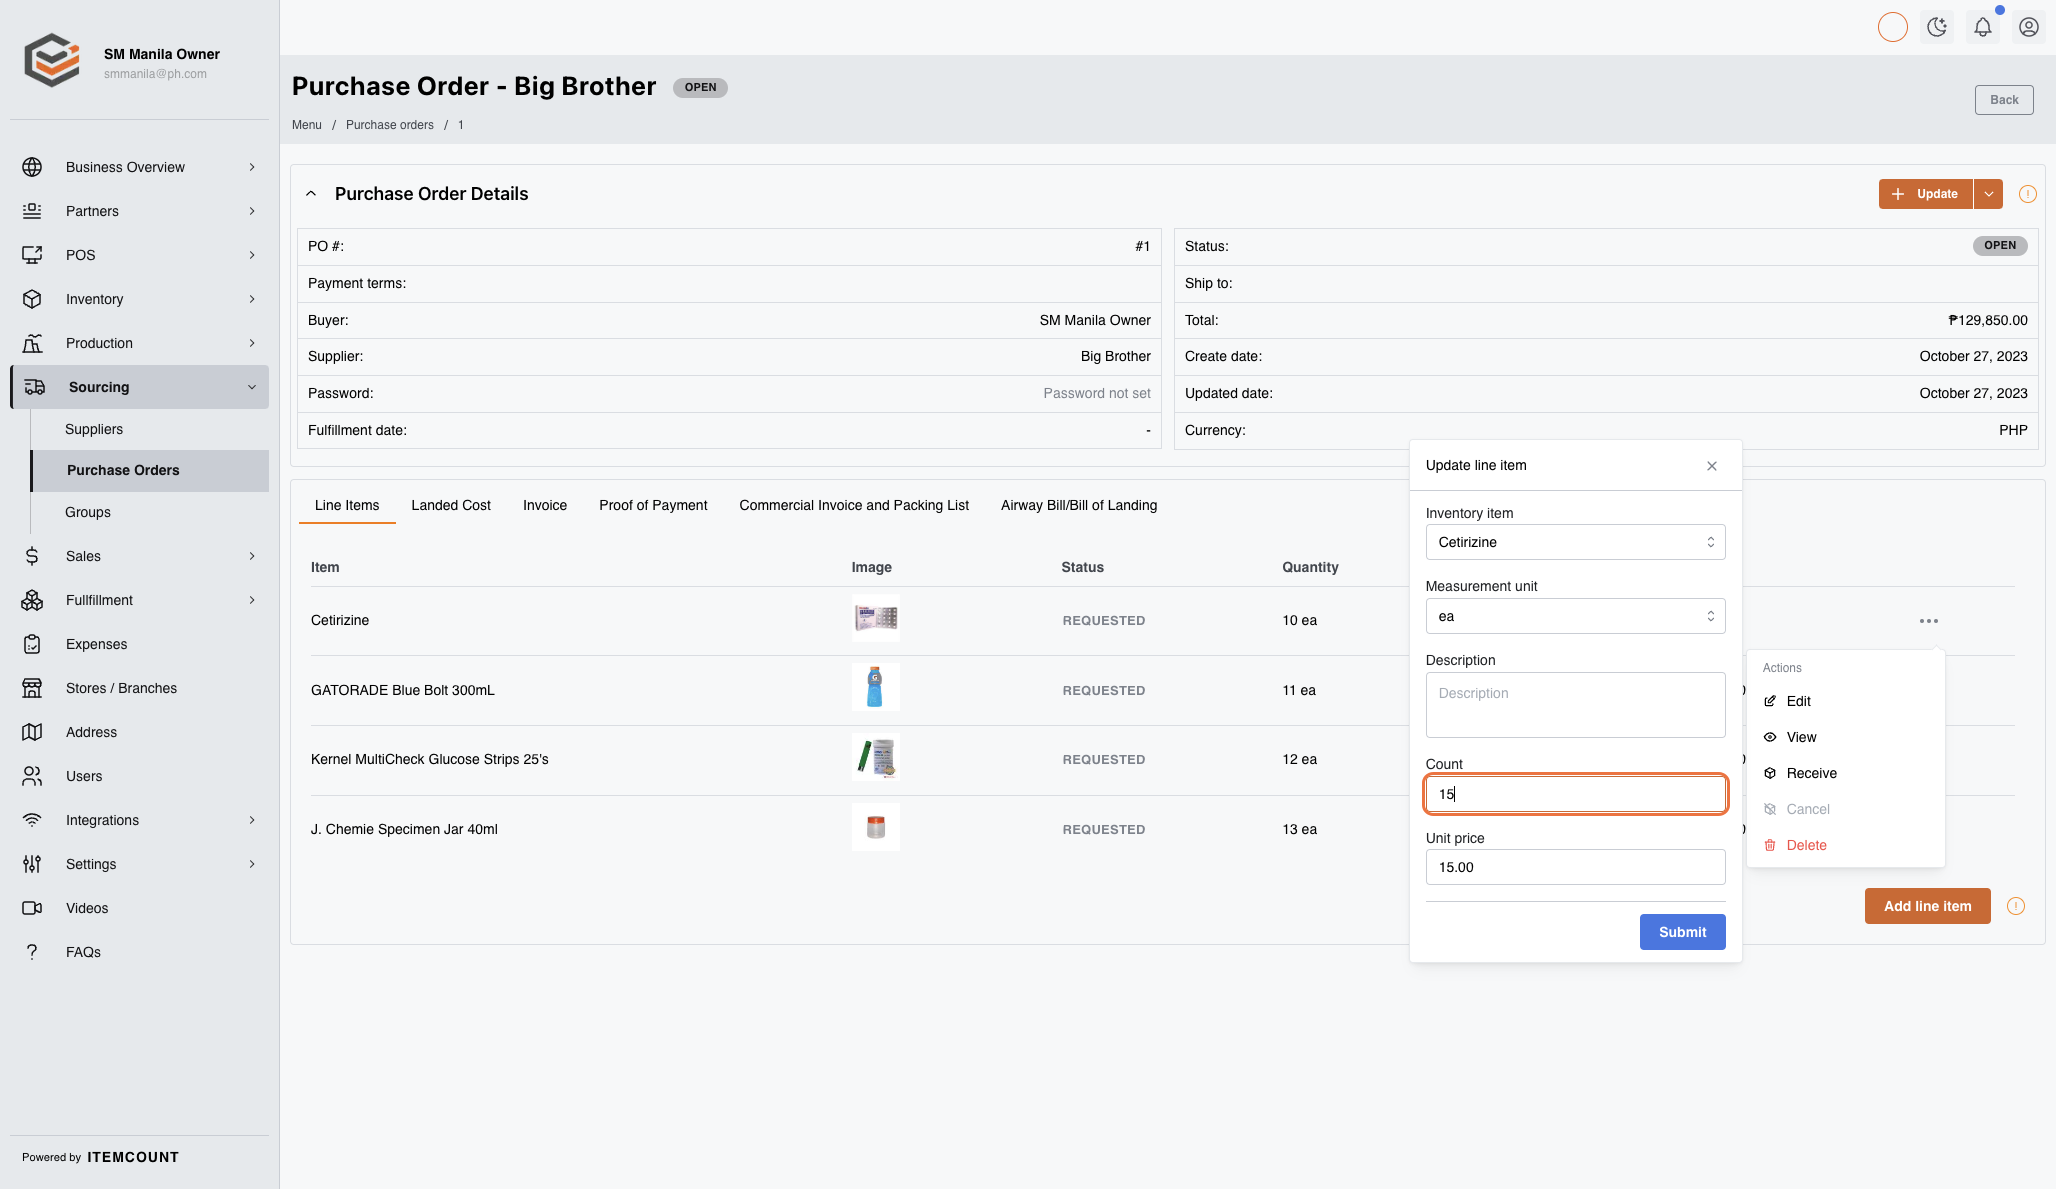 SM Manila Owner
smmanila@ph.com
Business Overview
Partners
POS
Inventory
Production
Sourcing
Suppliers
Purchase Orders
Groups
Sales
Fullfillment
Expenses
Stores / Branches
Address
Users
Integrations
Settings
Videos
FAQs
Powered by ITEMCOUNT
Purchase Order - Big Brother OPEN
Menu / Purchase orders / 1
Back
Purchase Order Details
Update
PO #: #1
Payment terms:
Buyer: SM Manila Owner
Supplier: Big Brother
Password: Password not set
Fulfillment date: -
Status: OPEN
Ship to:
Total: ₱129,850.00
Create date: October 27, 2023
Updated date: October 27, 2023
Currency: PHP
Line Items Landed Cost Invoice Proof of Payment Commercial Invoice and Packing List Airway Bill/Bill of Landing
Item Image Status Quantity
Cetirizine REQUESTED 10 ea
GATORADE Blue Bolt 300mL REQUESTED 11 ea
Kernel MultiCheck Glucose Strips 25's REQUESTED 12 ea
J. Chemie Specimen Jar 40ml REQUESTED 13 ea
Update line item
Inventory item
Cetirizine
Measurement unit
ea
Description
Description
Count
15
Unit price
15.00
Submit
Actions
Edit
View
Receive
Cancel
Delete
Add line item